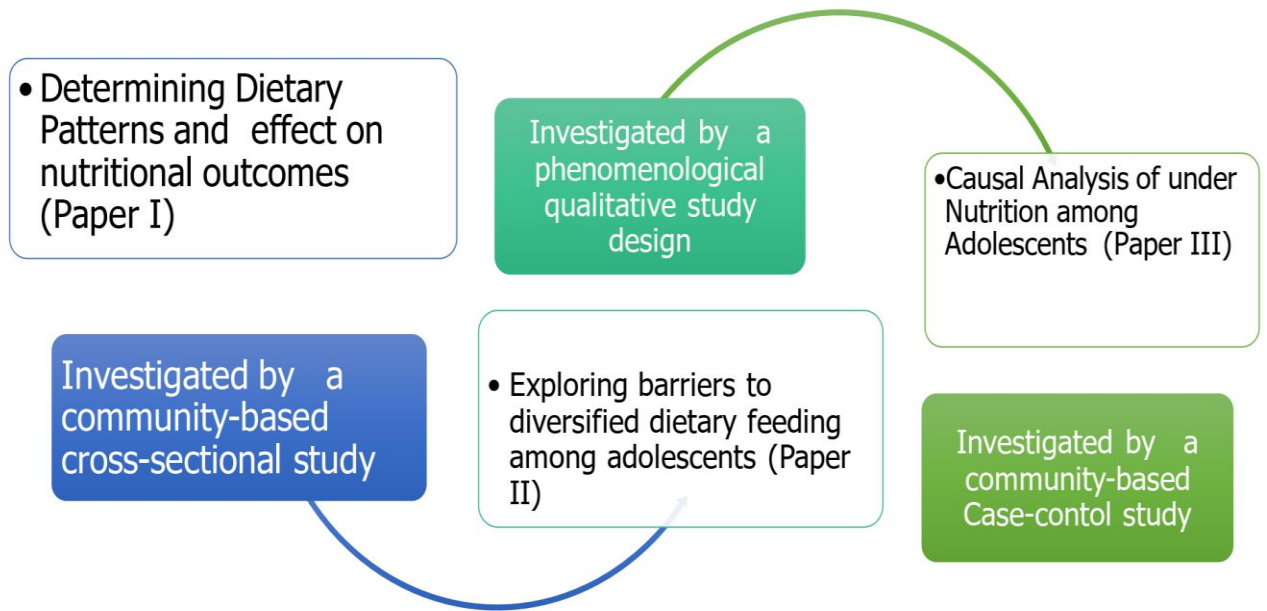 • Determining Dietary
Patterns and effect on
nutritional outcomes
(Paper I)
Investigated by a
community-based
cross-sectional study
Investigated by a
phenomenological
qualitative study
design
• Exploring barriers to
diversified dietary feeding
among adolescents (Paper
II)
•Causal Analysis of under
Nutrition among
Adolescents (Paper III)
Investigated by a
community-based
Case-contol study